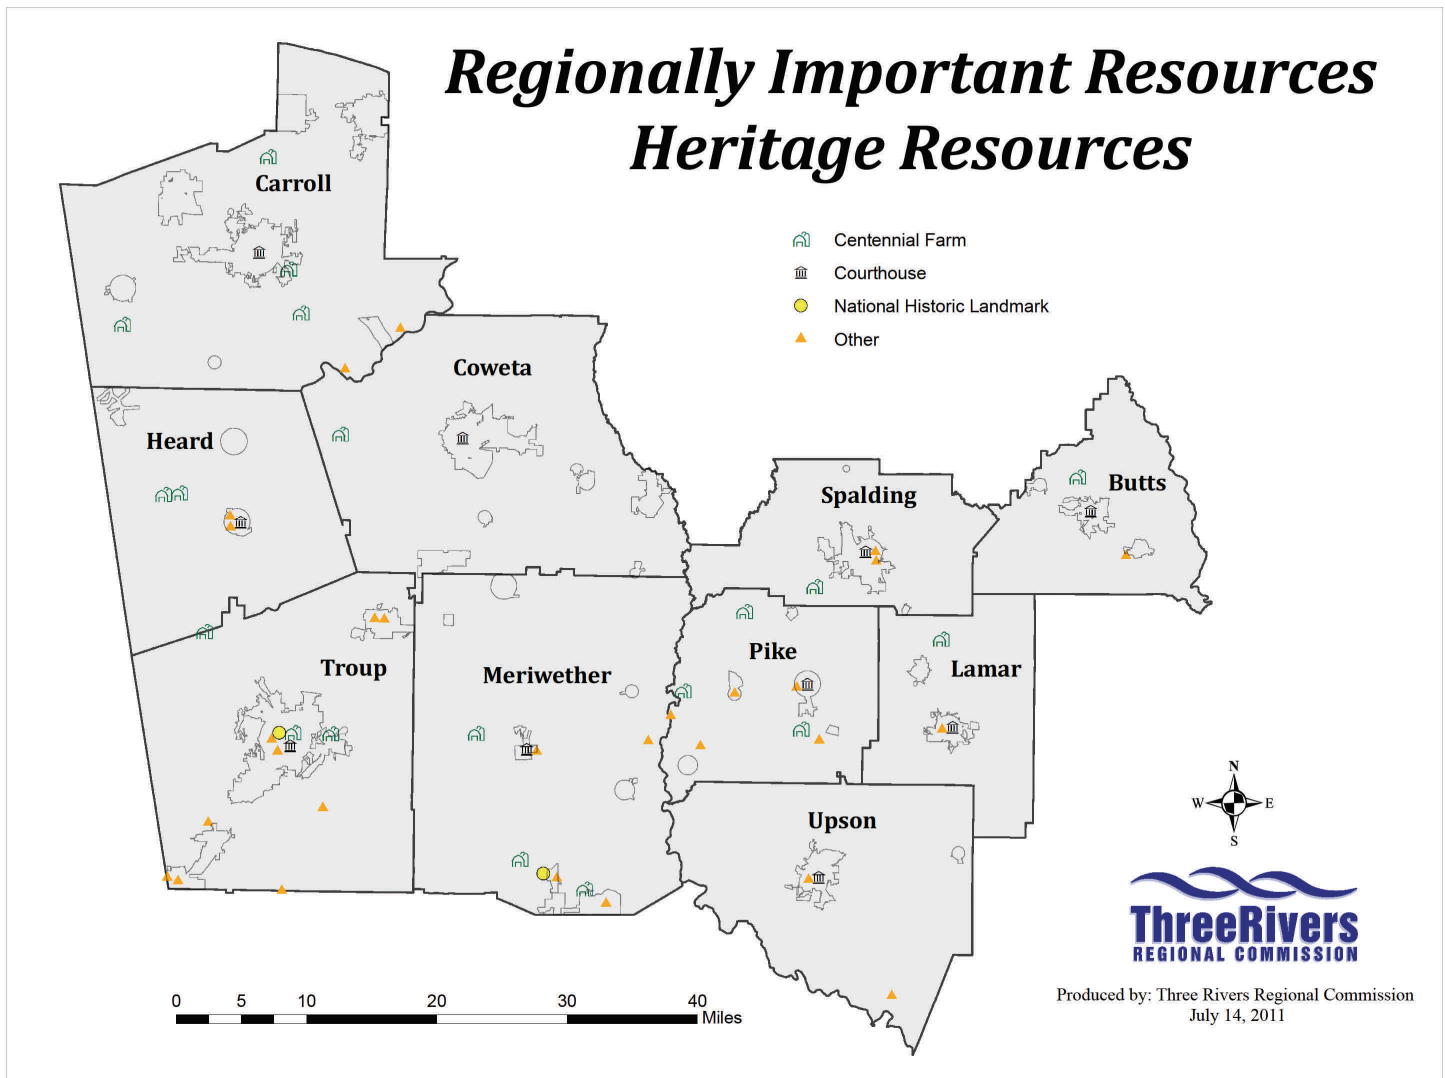 Regionally Important Resources
Heritage Resources
Centennial Farm
Courthouse
National Historic Landmark
Other
Carroll
Coweta
Heard
Spalding
Butts
Troup
Meriwether
Pike
Lamar
Upson
N
W E
S
ThreeRivers
REGIONAL COMMISSION
Produced by: Three Rivers Regional Commission
July 14, 2011
0 5 10 20 30 40
Miles